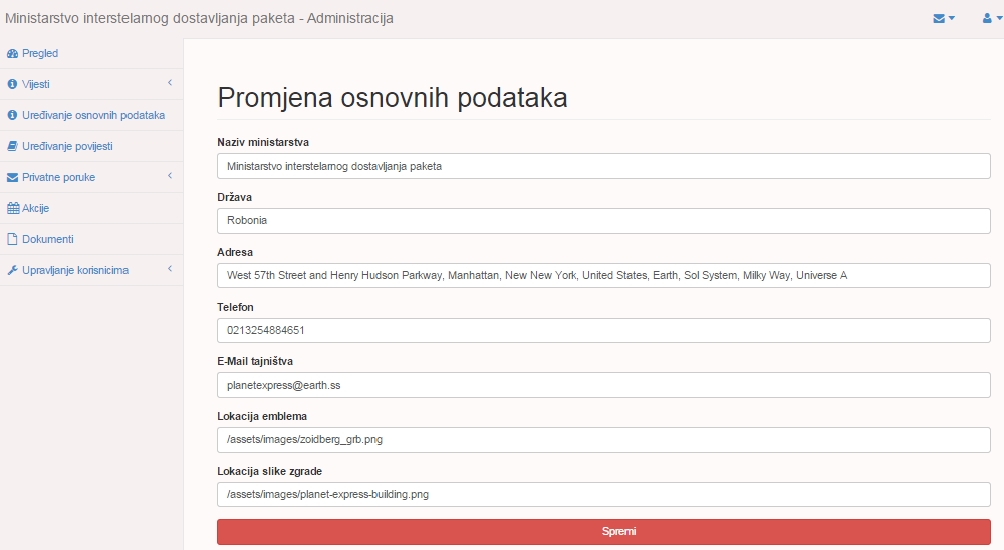 Ministarstvo interstelarnog dostavljanja paketa - Administracija
Pregled
Vijesti
Uređivanje osnovnih podataka
Uređivanje povijesti
Privatne poruke
Akcije
Dokumenti
Upravljanje korisnicima
Promjena osnovnih podataka
Naziv ministarstva
Ministarstvo interstelarnog dostavljanja paketa
Država
Robonia
Adresa
West 57th Street and Henry Hudson Parkway, Manhattan, New New York, United States, Earth, Sol System, Milky Way, Universe A
Telefon
0213254884651
E-Mail tajništva
planetexpress@earth.ss
Lokacija emblema
/assets/images/zoidberg_grb.png
Lokacija slike zgrade
/assets/images/planet-express-building.png
Spremi